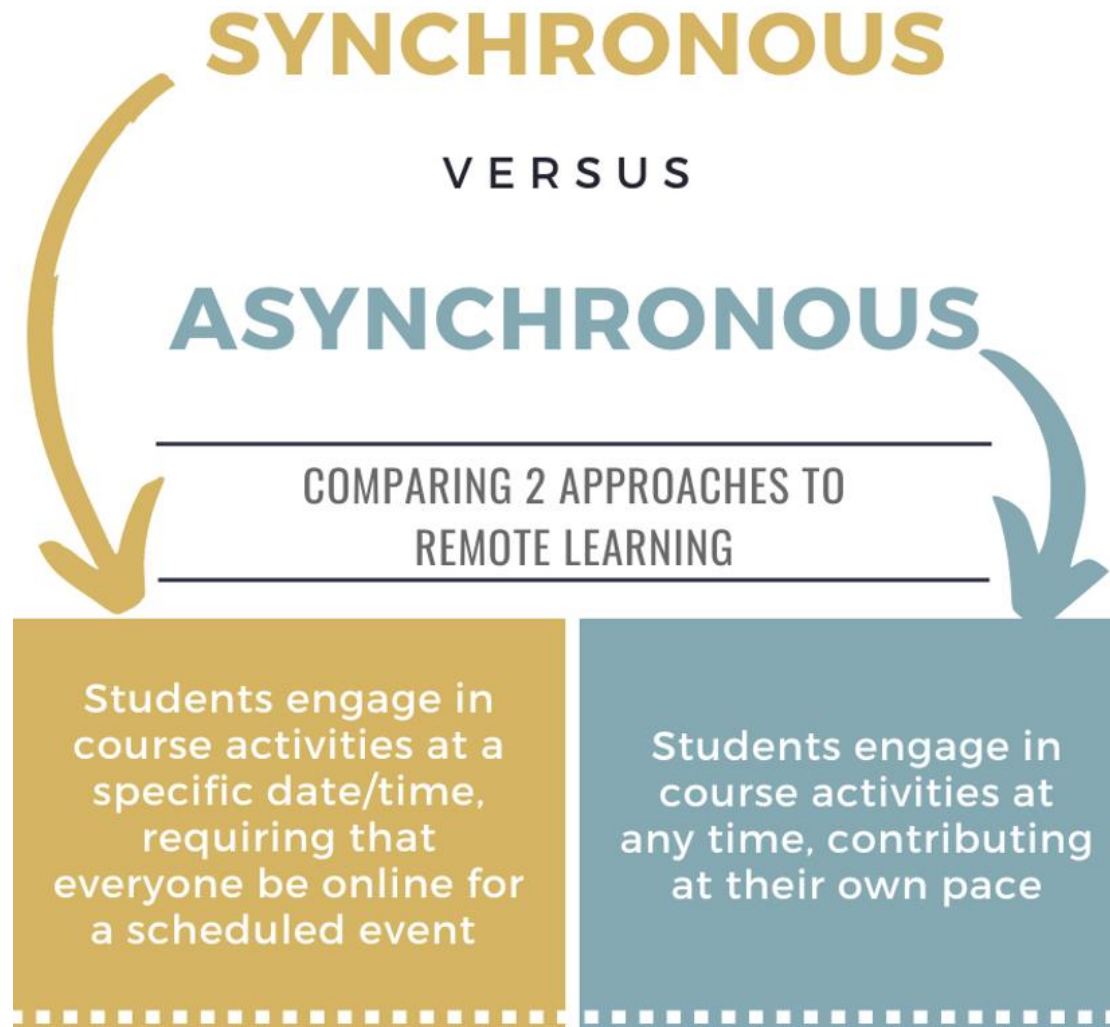 SYNCHRONOUS
VERSUS
ASYNCHRONOUS
COMPARING 2 APPROACHES TO
REMOTE LEARNING
Students engage in
course activities at a
specific date/time,
requiring that
everyone be online for
a scheduled event
Students engage in
course activities at
any time, contributing
at their own pace